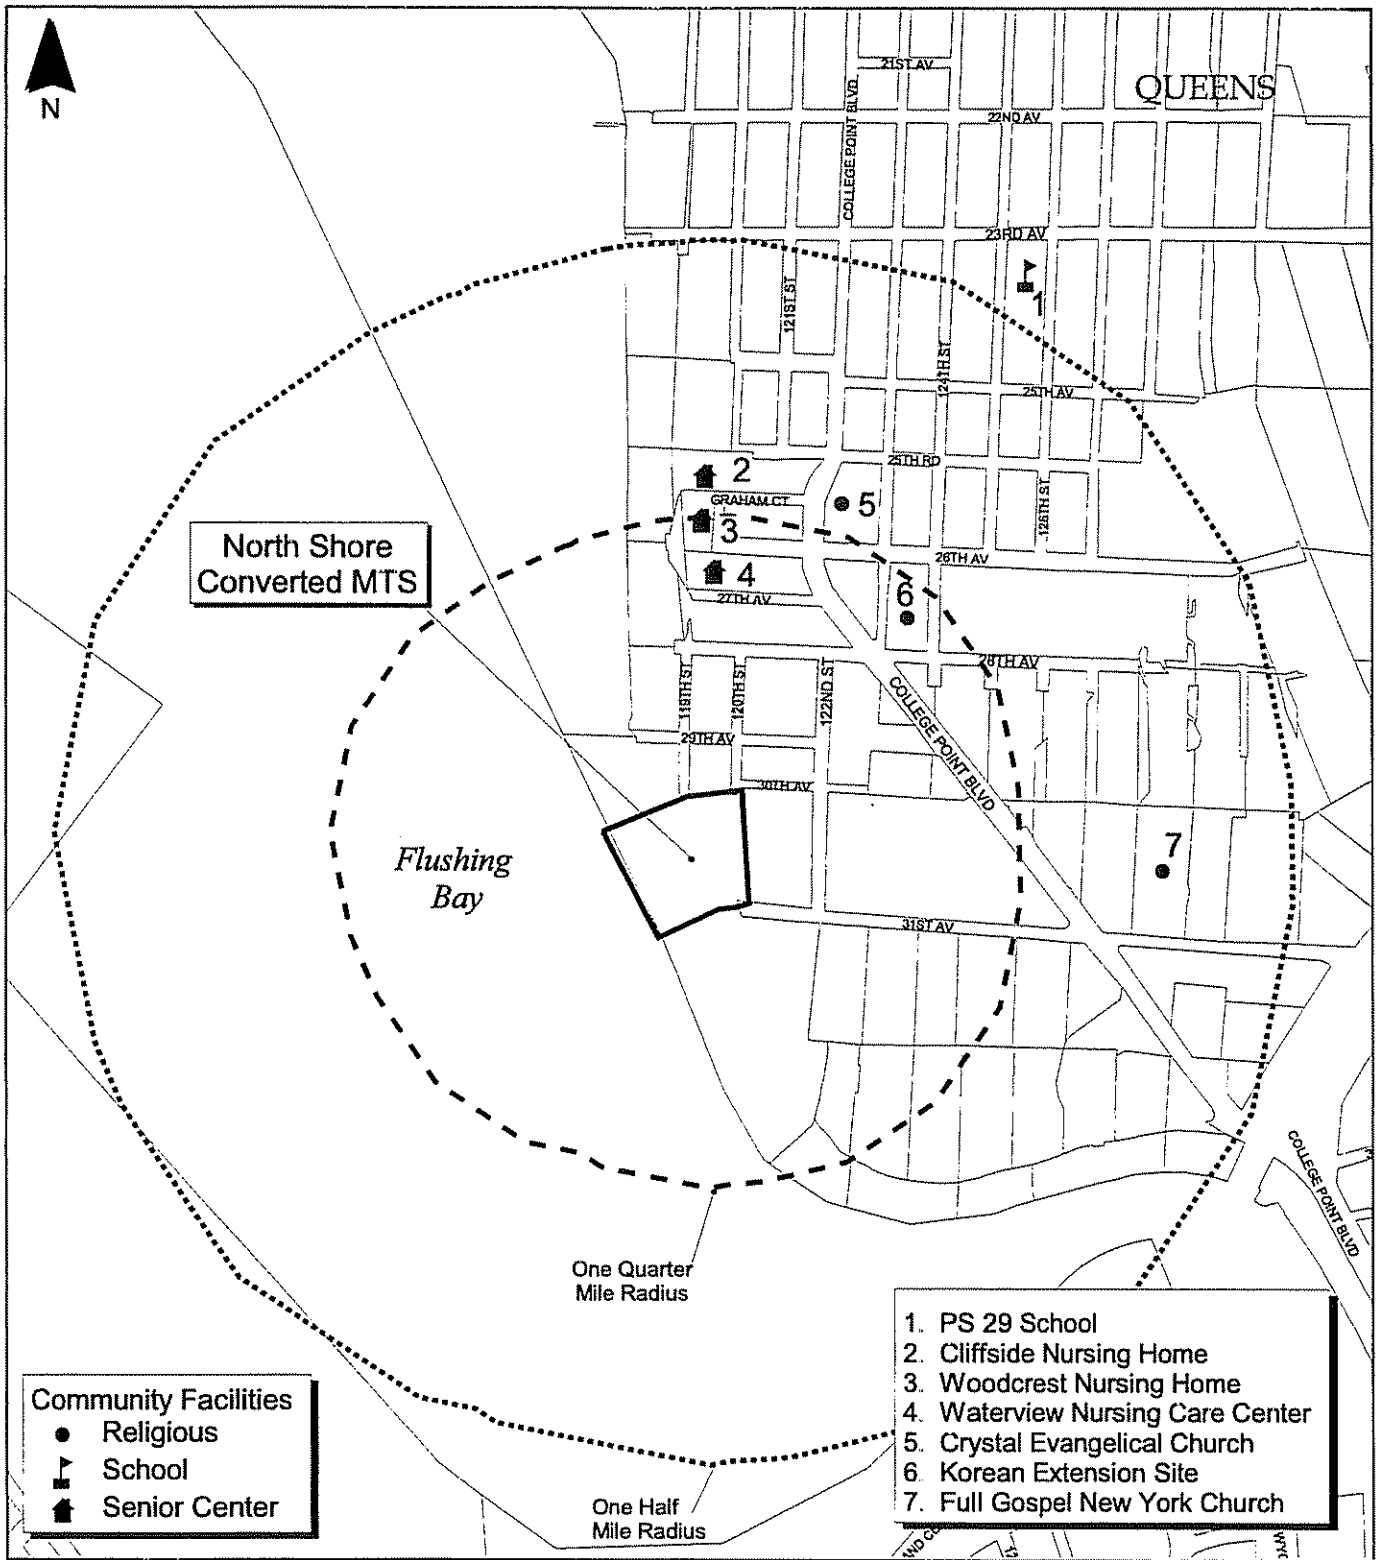 N
QUEENS
21ST AV
COLLEGE POINT BLVD
22ND AV
23RD AV
1
121ST ST
124TH ST
25TH AV
25TH RD
2
GRAHAM CT
5
126TH ST
3
North Shore
Converted MTS
26TH AV
4
27TH AV
6
28TH AV
119TH ST
120TH ST
122ND ST
COLLEGE POINT BLVD
29TH AV
30TH AV
7
Flushing
Bay
31ST AV
COLLEGE POINT BLVD
One Quarter
Mile Radius
1. PS 29 School
2. Cliffside Nursing Home
3. Woodcrest Nursing Home
4. Waterview Nursing Care Center
5. Crystal Evangelical Church
6. Korean Extension Site
7. Full Gospel New York Church
Community Facilities
Religious
School
Senior Center
One Half
Mile Radius